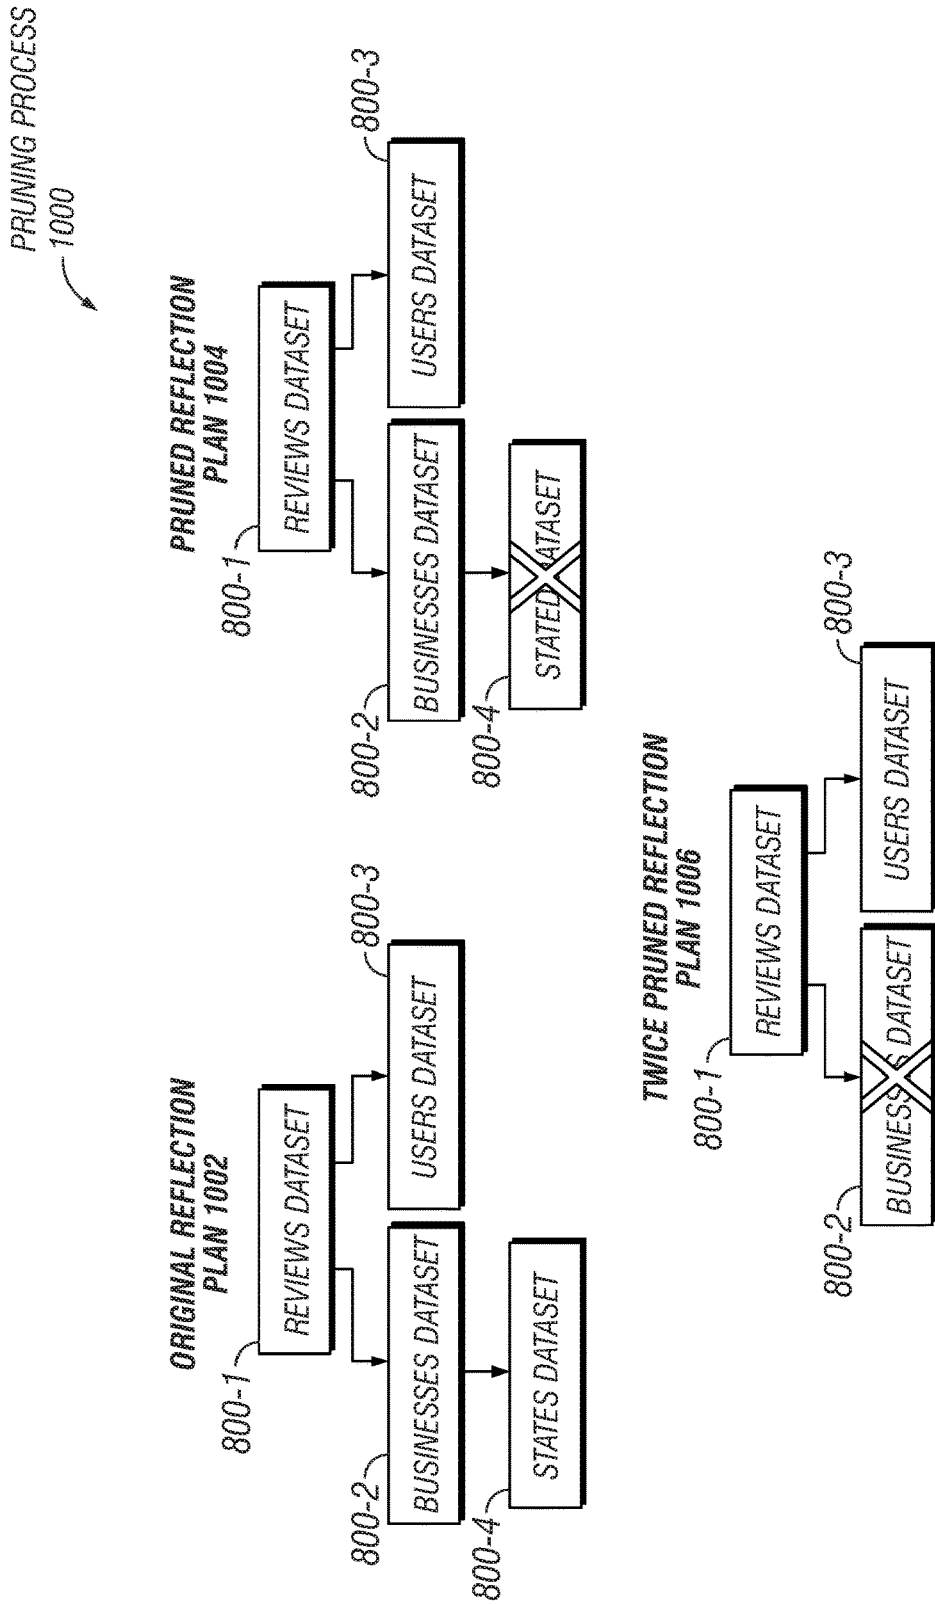 PRUNING PROCESS
1000
ORIGINAL REFLECTION
PLAN 1002
800-1
REVIEWS DATASET
800-2
BUSINESSES DATASET
800-3
USERS DATASET
800-4
STATES DATASET
PRUNED REFLECTION
PLAN 1004
800-1
REVIEWS DATASET
800-2
BUSINESSES DATASET
800-3
USERS DATASET
800-4
STATED DATASET
TWICE PRUNED REFLECTION
PLAN 1006
800-1
REVIEWS DATASET
800-2
BUSINESSES DATASET
800-3
USERS DATASET